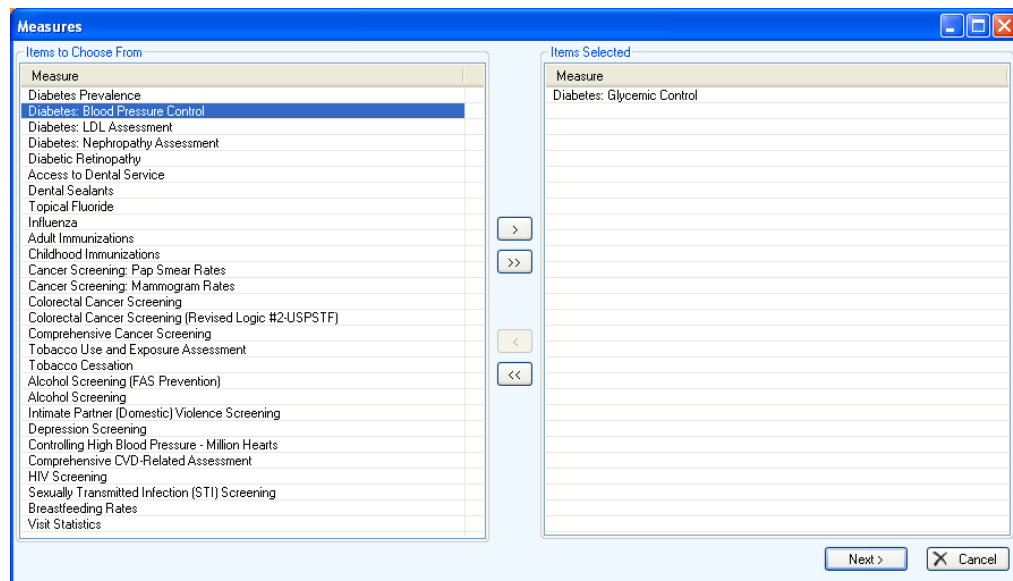 Measures
Items to Choose From
Measure
Diabetes Prevalence
Diabetes: Blood Pressure Control
Diabetes: LDL Assessment
Diabetes: Nephropathy Assessment
Diabetic Retinopathy
Access to Dental Service
Dental Sealants
Topical Fluoride
Influenza
Adult Immunizations
Childhood Immunizations
Cancer Screening: Pap Smear Rates
Cancer Screening: Mammogram Rates
Colorectal Cancer Screening
Colorectal Cancer Screening (Revised Logic #2-USPSTF)
Comprehensive Cancer Screening
Tobacco Use and Exposure Assessment
Tobacco Cessation
Alcohol Screening (FAS Prevention)
Alcohol Screening
Intimate Partner (Domestic) Violence Screening
Depression Screening
Controlling High Blood Pressure - Million Hearts
Comprehensive CVD-Related Assessment
HIV Screening
Sexually Transmitted Infection (STI) Screening
Breastfeeding Rates
Visit Statistics
>
>>
<
<<
Items Selected
Measure
Diabetes: Glycemic Control
Next >
Cancel